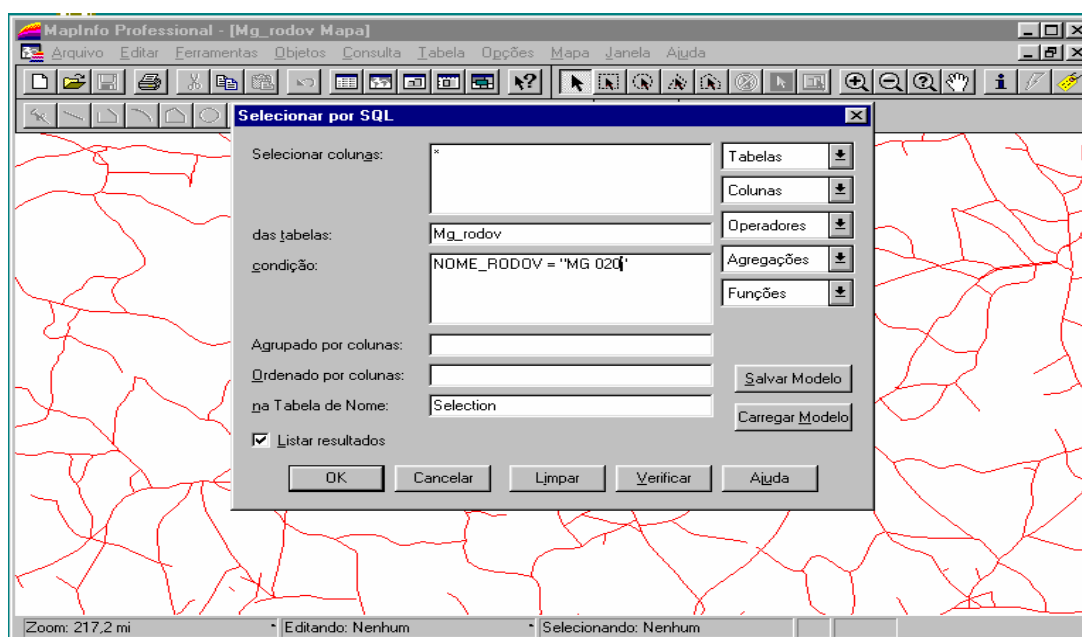 MapInfo Professional - [Mg_rodov Mapa]
Arquivo Editar Ferramentas Objetos Consulta Tabela Opções Mapa Janela Ajuda
Selecionar por SQL
Selecionar colunas: *
Tabelas
Colunas
Operadores
das tabelas: Mg_rodov
condição: NOME_RODOV = "MG 020"
Agregações
Funções
Agrupado por colunas:
Ordenado por colunas:
Salvar Modelo
na Tabela de Nome: Selection
Carregar Modelo
Listar resultados
OK Cancelar Limpar Verificar Ajuda
Zoom: 217,2 mi Editando: Nenhum Selecionando: Nenhum